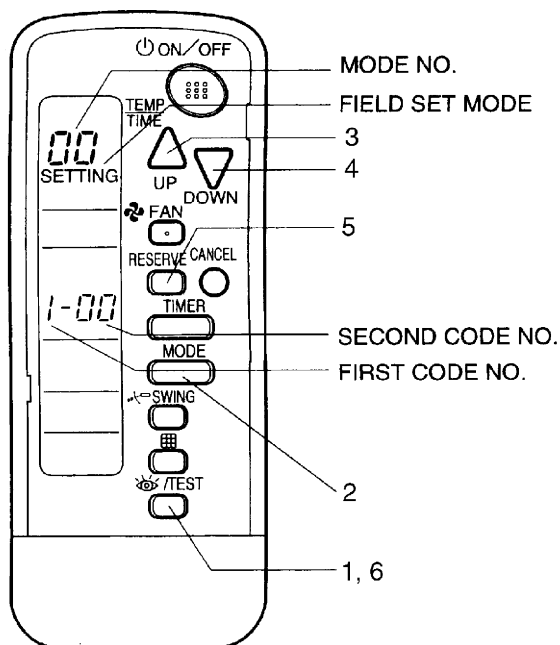 ON/OFF
MODE NO.
TEMP
TIME
FIELD SET MODE
00
3
SETTING
UP
4
DOWN
FAN
5
RESERVE CANCEL
TIMER
1-00
SECOND CODE NO.
MODE
FIRST CODE NO.
SWING
2
/TEST
1, 6